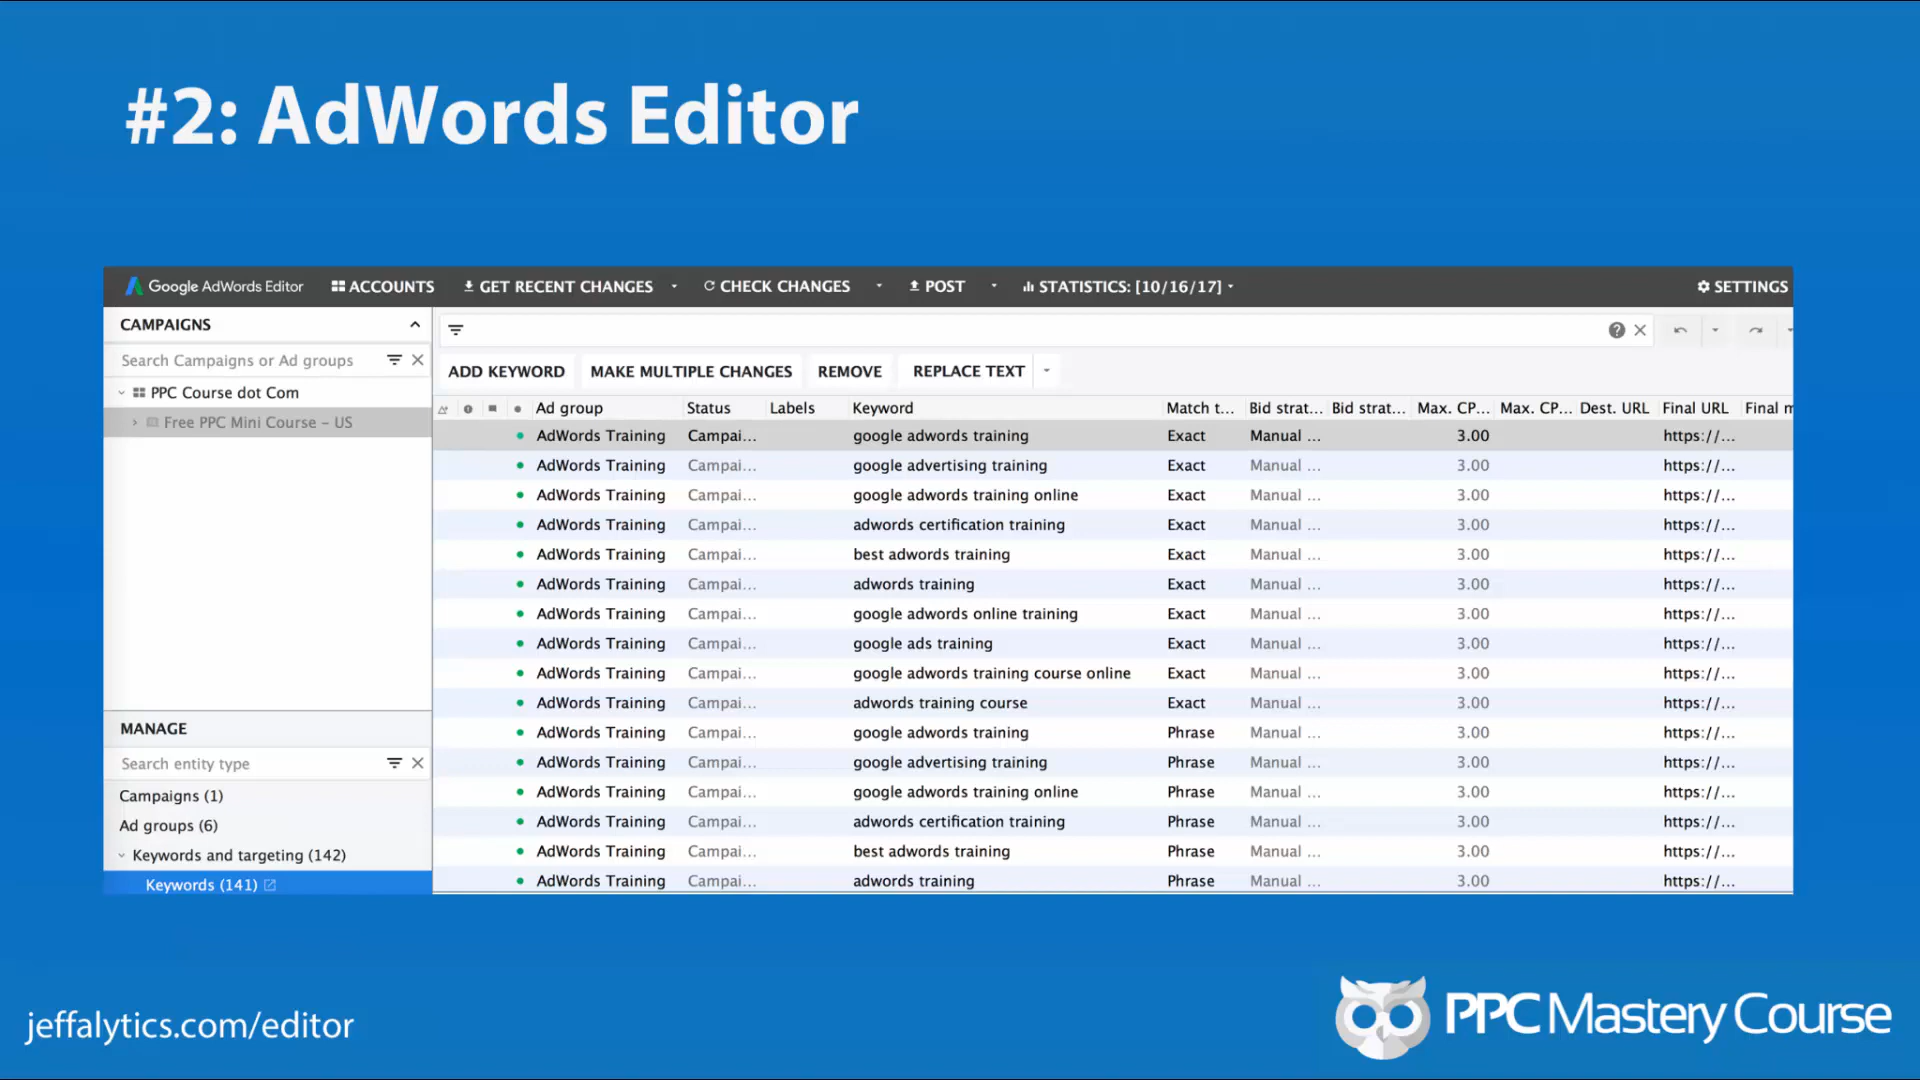 #2: AdWords Editor
Google AdWords Editor ACCOUNTS GET RECENT CHANGES CHECK CHANGES POST STATISTICS: [10/16/17] SETTINGS
CAMPAIGNS
Search Campaigns or Ad groups
PPC Course dot Com
Free PPC Mini Course - US
ADD KEYWORD MAKE MULTIPLE CHANGES REMOVE REPLACE TEXT
Ad group Status Labels Keyword Match t... Bid strat... Bid strat... Max. CP... Max. CP... Dest. URL Final URL Final m
AdWords Training Campai... google adwords training Exact Manual ... 3.00 https://...
AdWords Training Campai... google advertising training Exact Manual ... 3.00 https://...
AdWords Training Campai... google adwords training online Exact Manual ... 3.00 https://...
AdWords Training Campai... adwords certification training Exact Manual ... 3.00 https://...
AdWords Training Campai... best adwords training Exact Manual ... 3.00 https://...
AdWords Training Campai... adwords training Exact Manual ... 3.00 https://...
AdWords Training Campai... google adwords online training Exact Manual ... 3.00 https://...
AdWords Training Campai... google ads training Exact Manual ... 3.00 https://...
AdWords Training Campai... google adwords training course online Exact Manual ... 3.00 https://...
AdWords Training Campai... adwords training course Exact Manual ... 3.00 https://...
AdWords Training Campai... google adwords training Phrase Manual ... 3.00 https://...
AdWords Training Campai... google advertising training Phrase Manual ... 3.00 https://...
AdWords Training Campai... google adwords training online Phrase Manual ... 3.00 https://...
AdWords Training Campai... adwords certification training Phrase Manual ... 3.00 https://...
AdWords Training Campai... best adwords training Phrase Manual ... 3.00 https://...
AdWords Training Campai... adwords training Phrase Manual ... 3.00 https://...
MANAGE
Search entity type
Campaigns (1)
Ad groups (6)
Keywords and targeting (142)
Keywords (141)
jeffalytics.com/editor
PPC Mastery Course